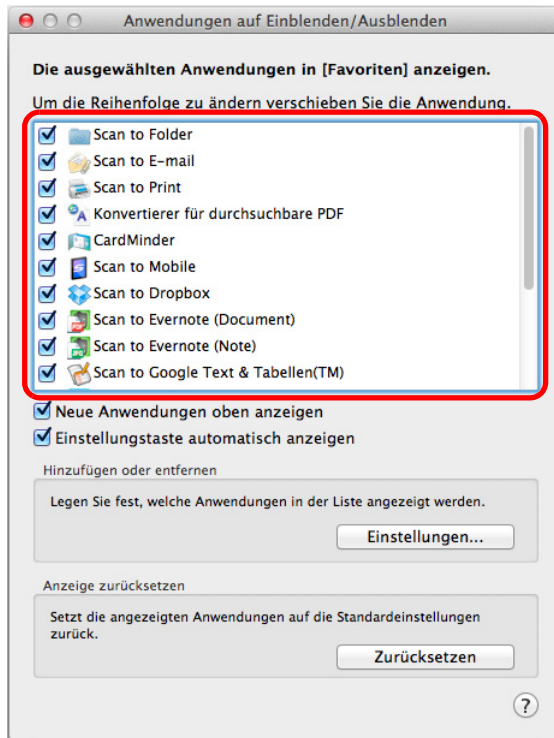 Anwendungen auf Einblenden/Ausblenden
Die ausgewählten Anwendungen in [Favoriten] anzeigen.
Um die Reihenfolge zu ändern verschieben Sie die Anwendung.
Scan to Folder
Scan to E-mail
Scan to Print
Konvertierer für durchsuchbare PDF
CardMinder
Scan to Mobile
Scan to Dropbox
Scan to Evernote (Document)
Scan to Evernote (Note)
Scan to Google Text & Tabellen(TM)
Neue Anwendungen oben anzeigen
Einstellungstaste automatisch anzeigen
Hinzufügen oder entfernen
Legen Sie fest, welche Anwendungen in der Liste angezeigt werden.
Einstellungen...
Anzeige zurücksetzen
Setzt die angezeigten Anwendungen auf die Standardeinstellungen
zurück.
Zurücksetzen
?